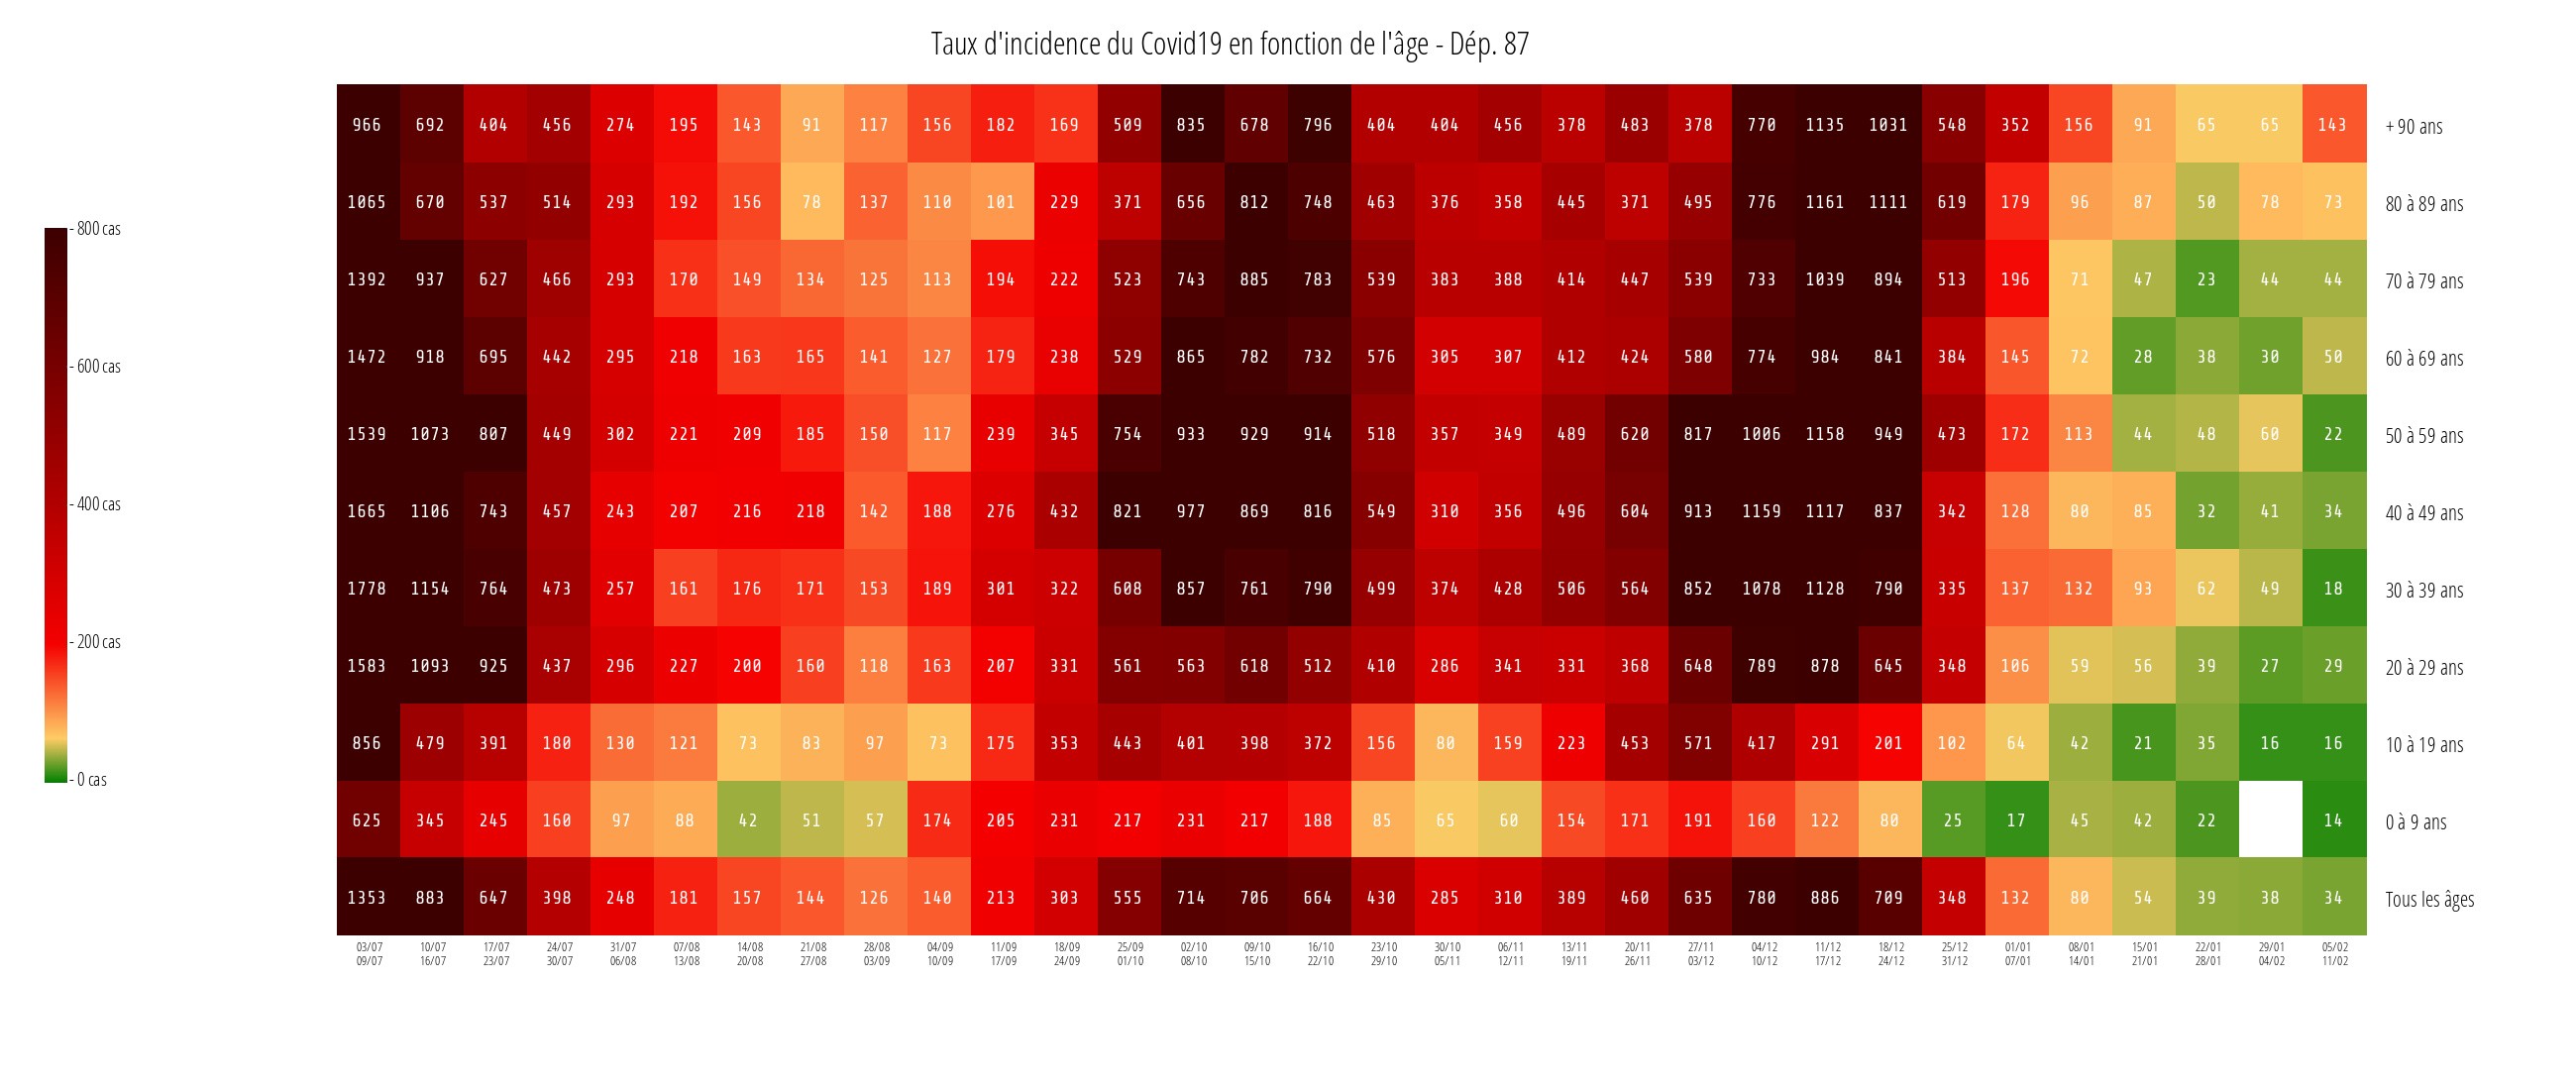 Taux d'incidence du Covid19 en fonction de l'âge - Dép. 87
966 692 404 456 274 195 143 91 117 156 182 169 509 835 678 796 404 404 456 378 483 378 770 1135 1031 548 352 156 91 65 65 143 + 90 ans
1065 670 537 514 293 192 156 78 137 110 101 229 371 656 812 748 463 376 358 445 371 495 776 1161 1111 619 179 96 87 50 78 73 80 à 89 ans
- 800 cas
1392 937 627 466 293 170 149 134 125 113 194 222 523 743 885 783 539 383 388 414 447 539 733 1039 894 513 196 71 47 23 44 44 70 à 79 ans
1472 918 695 442 295 218 163 165 141 127 179 238 529 865 782 732 576 305 307 412 424 580 774 984 841 384 145 72 28 38 30 50 60 à 69 ans
- 600 cas
1539 1073 807 449 302 221 209 185 150 117 239 345 754 933 929 914 518 357 349 489 620 817 1006 1158 949 473 172 113 44 48 60 22 50 à 59 ans
- 400 cas
1665 1106 743 457 243 207 216 218 142 188 276 432 821 977 869 816 549 310 356 496 604 913 1159 1117 837 342 128 80 85 32 41 34 40 à 49 ans
1778 1154 764 473 257 161 176 171 153 189 301 322 608 857 761 790 499 374 428 506 564 852 1078 1128 790 335 137 132 93 62 49 18 30 à 39 ans
- 200 cas
1583 1093 925 437 296 227 200 160 118 163 207 331 561 563 618 512 410 286 341 331 368 648 789 878 645 348 106 59 56 39 27 29 20 à 29 ans
856 479 391 180 130 121 73 83 97 73 175 353 443 401 398 372 156 80 159 223 453 571 417 291 201 102 64 42 21 35 16 16 10 à 19 ans
- 0 cas
625 345 245 160 97 88 42 51 57 174 205 231 217 231 217 188 85 65 60 154 171 191 160 122 80 25 17 45 42 22 14 0 à 9 ans
1353 883 647 398 248 181 157 144 126 140 213 303 555 714 706 664 430 285 310 389 460 635 780 886 709 348 132 80 54 39 38 34 Tous les âges
03/07 10/07 17/07 24/07 31/07 07/08 14/08 21/08 28/08 04/09 11/09 18/09 25/09 02/10 09/10 16/10 23/10 30/10 06/11 13/11 20/11 27/11 04/12 11/12 18/12 25/12 01/01 08/01 15/01 22/01 29/01 05/02
09/07 16/07 23/07 30/07 06/08 13/08 20/08 27/08 03/09 10/09 17/09 24/09 01/10 08/10 15/10 22/10 29/10 05/11 12/11 19/11 26/11 03/12 10/12 17/12 24/12 31/12 07/01 14/01 21/01 28/01 04/02 11/02